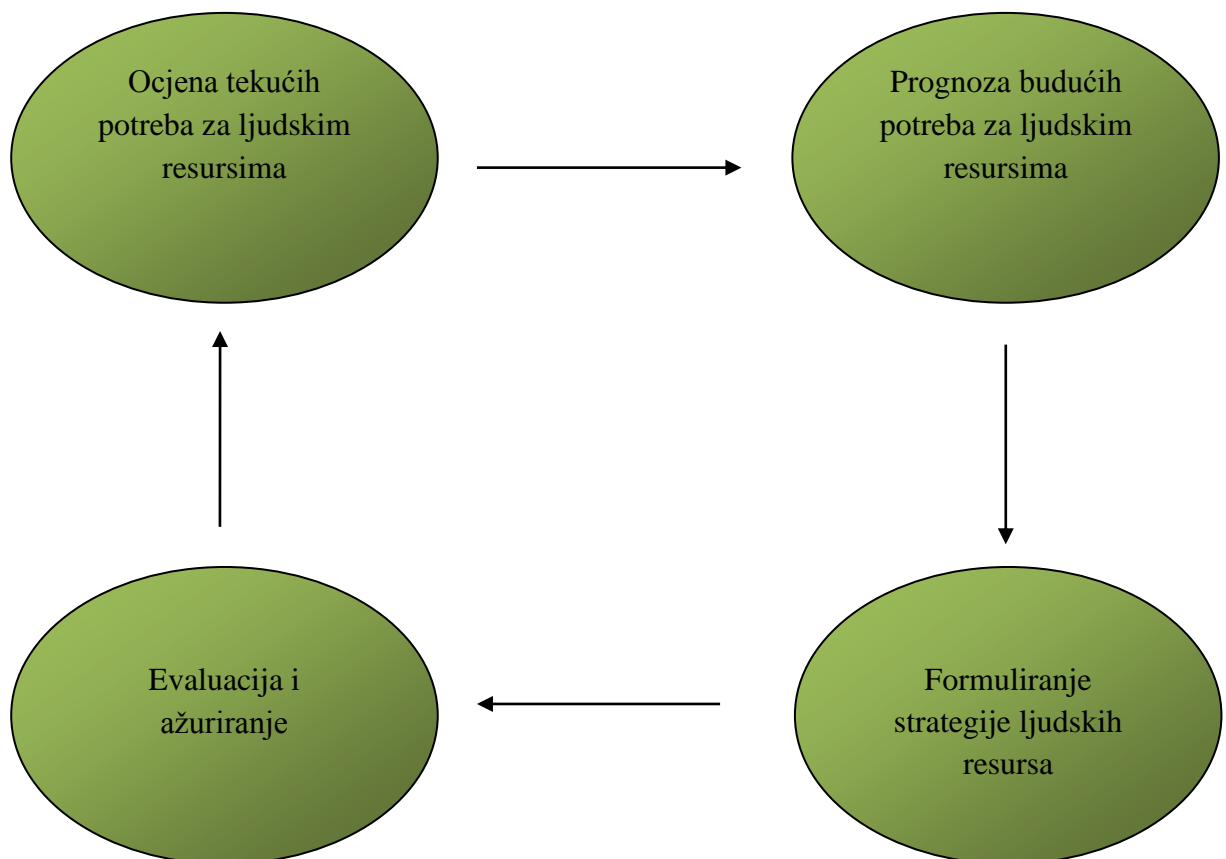 Ocjena tekućih
potreba za ljudskim
resursima
Prognoza budućih
potreba za ljudskim
resursima
Evaluacija i
ažuriranje
Formuliranje
strategije ljudskih
resursa